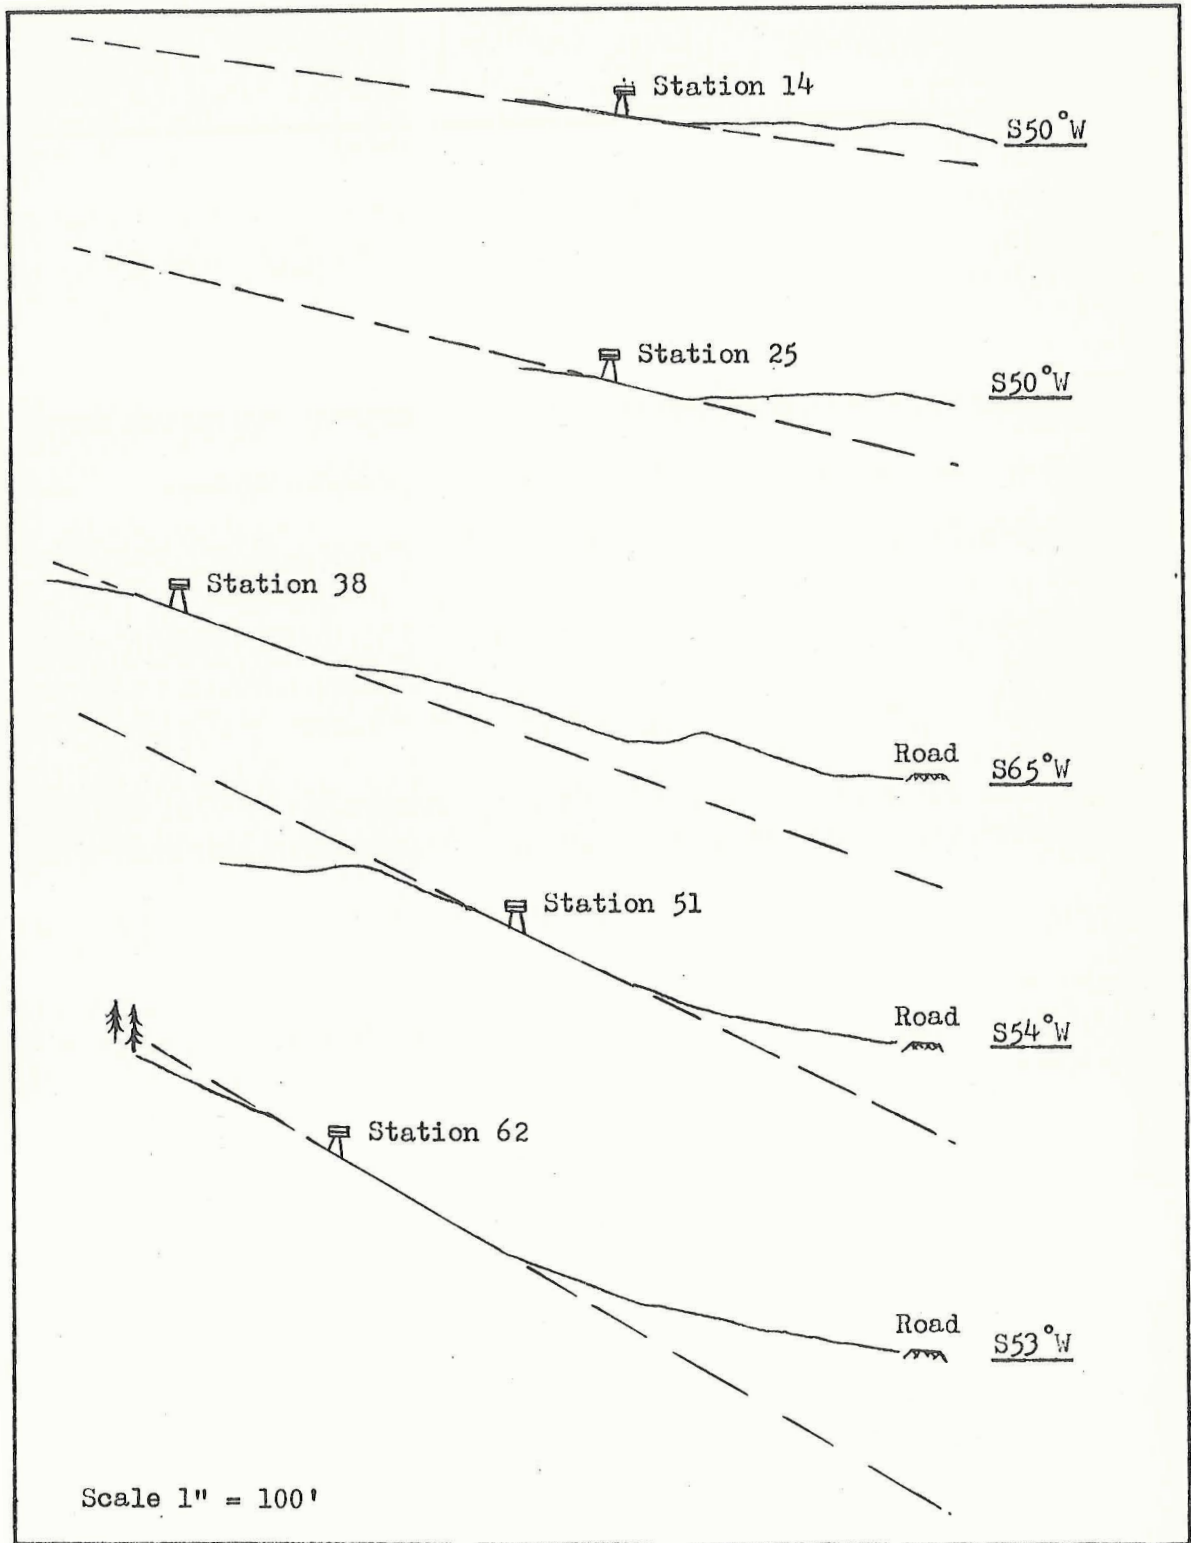 Station 14
S50°W
Station 25
S50°W
Station 38
Road
S65°W
Station 51
Road
S54°W
Station 62
Road
S53°W
Scale 1" = 100'